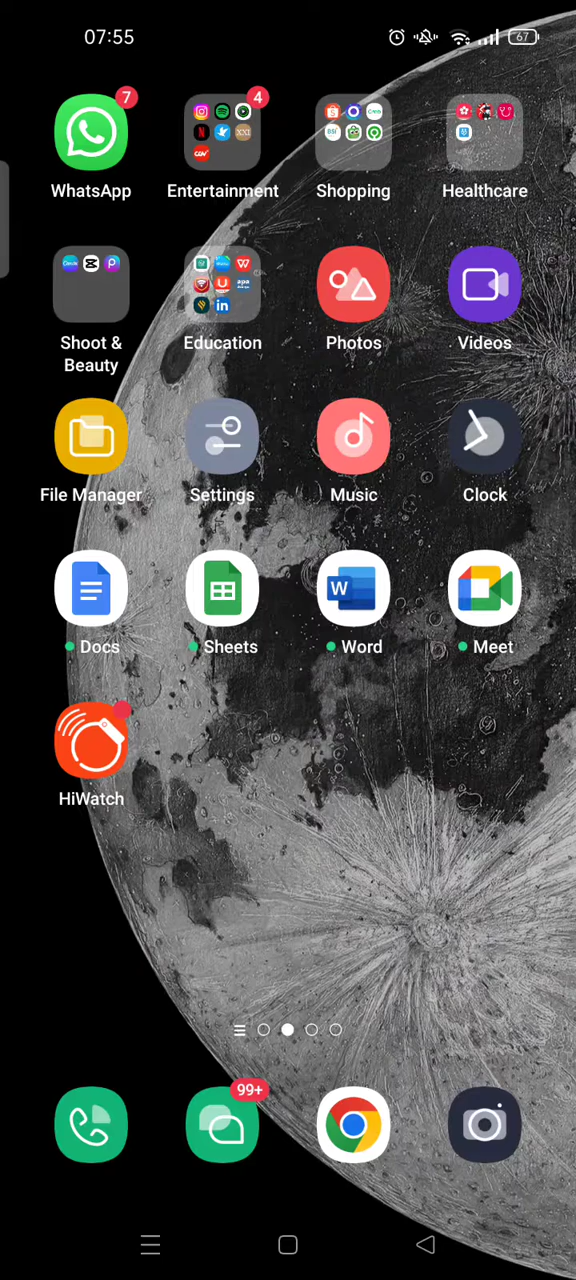 07:55
67
7
4
WhatsApp
Entertainment
Shopping
Healthcare
Shoot &
Beauty
Education
Photos
Videos
File Manager
Settings
Music
Clock
W
Docs
Sheets
Word
Meet
HiWatch
99+